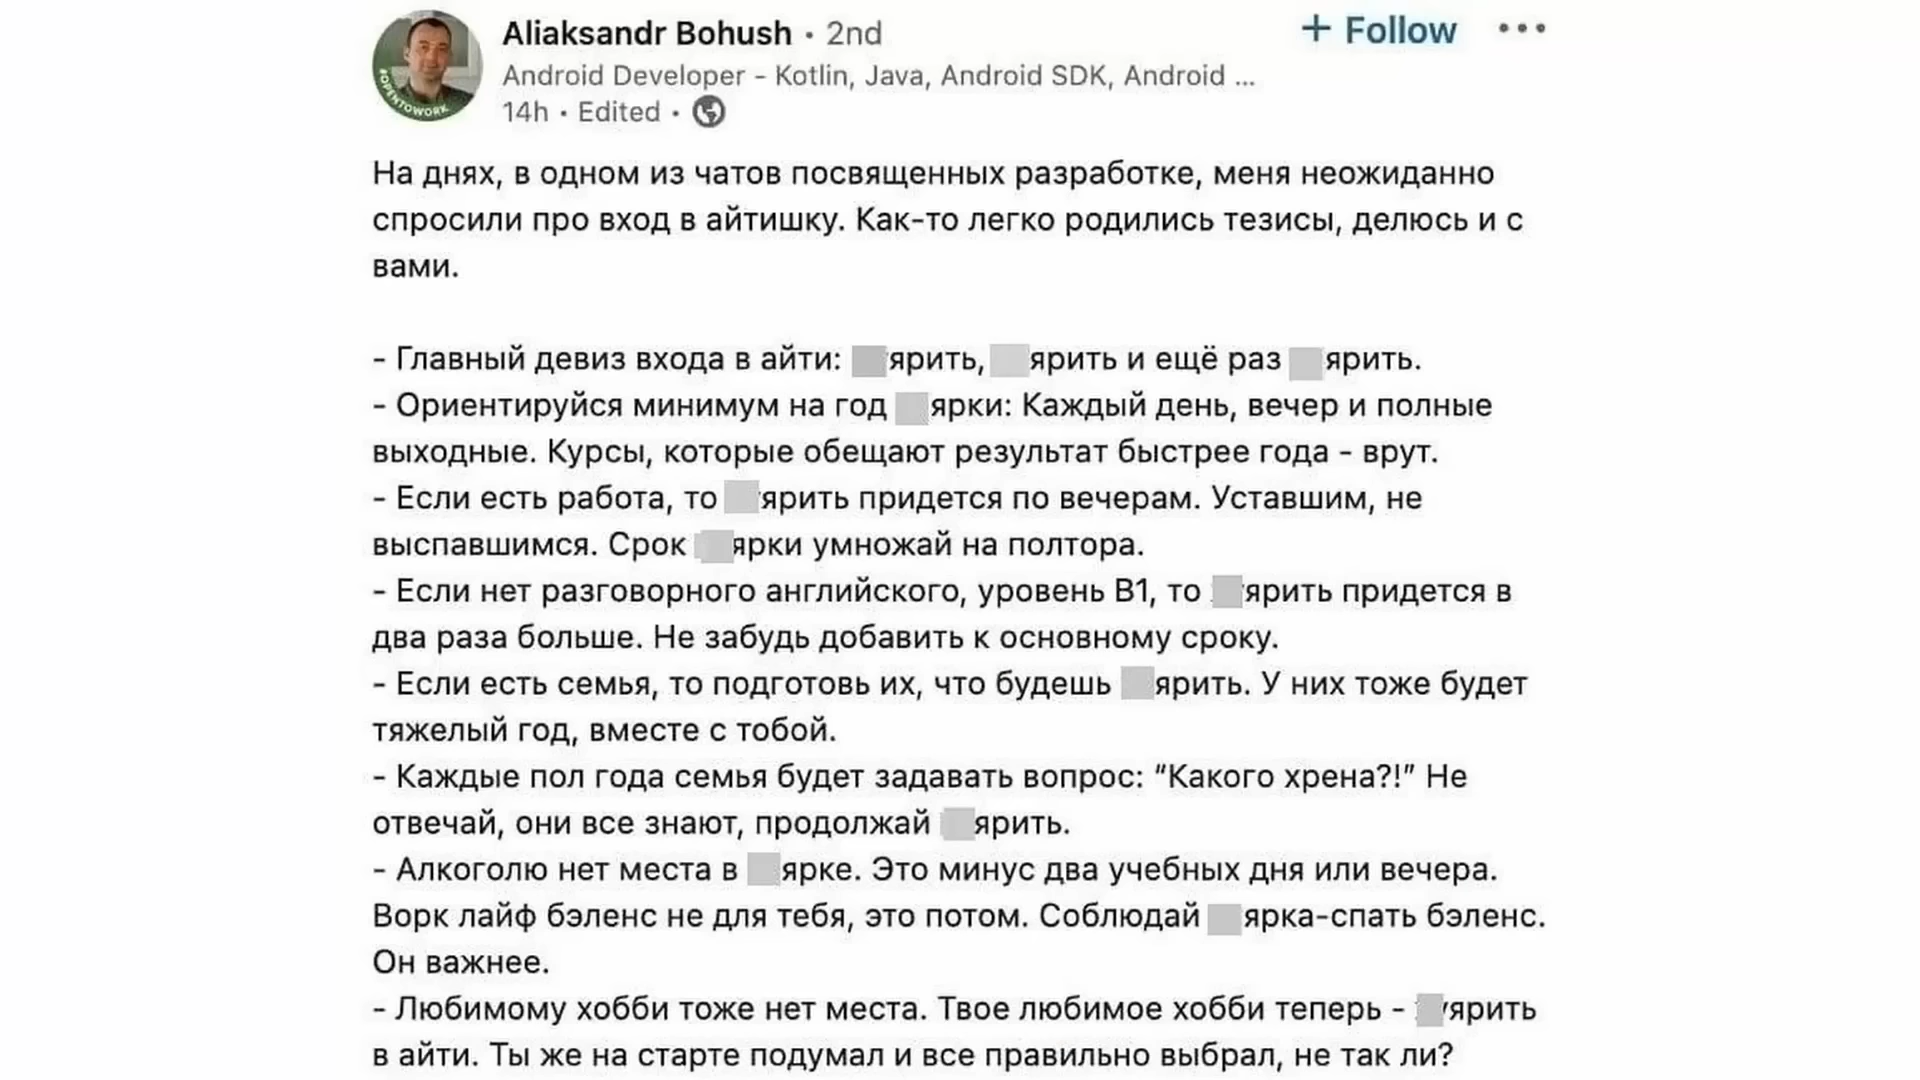 Aliaksandr Bohush • 2nd
+ Follow •••
Android Developer - Kotlin, Java, Android SDK, Android ...
14h • Edited •
#OPENTOWORK
На днях, в одном из чатов посвященных разработке, меня неожиданно
спросили про вход в айтишку. Как-то легко родились тезисы, делюсь и с
вами.
- Главный девиз входа в айти: ярить, ярить и ещё раз ярить.
- Ориентируйся минимум на год ярки: Каждый день, вечер и полные
выходные. Курсы, которые обещают результат быстрее года - врут.
- Если есть работа, то ярить придется по вечерам. Уставшим, не
выспавшимся. Срок ярки умножай на полтора.
- Если нет разговорного английского, уровень B1, то ярить придется в
два раза больше. Не забудь добавить к основному сроку.
- Если есть семья, то подготовь их, что будешь ярить. У них тоже будет
тяжелый год, вместе с тобой.
- Каждые пол года семья будет задавать вопрос: “Какого хрена?!” Не
отвечай, они все знают, продолжай ярить.
- Алкоголю нет места в ярке. Это минус два учебных дня или вечера.
Ворк лайф бэленс не для тебя, это потом. Соблюдай ярка-спать бэленс.
Он важнее.
- Любимому хобби тоже нет места. Твое любимое хобби теперь - ярить
в айти. Ты же на старте подумал и все правильно выбрал, не так ли?